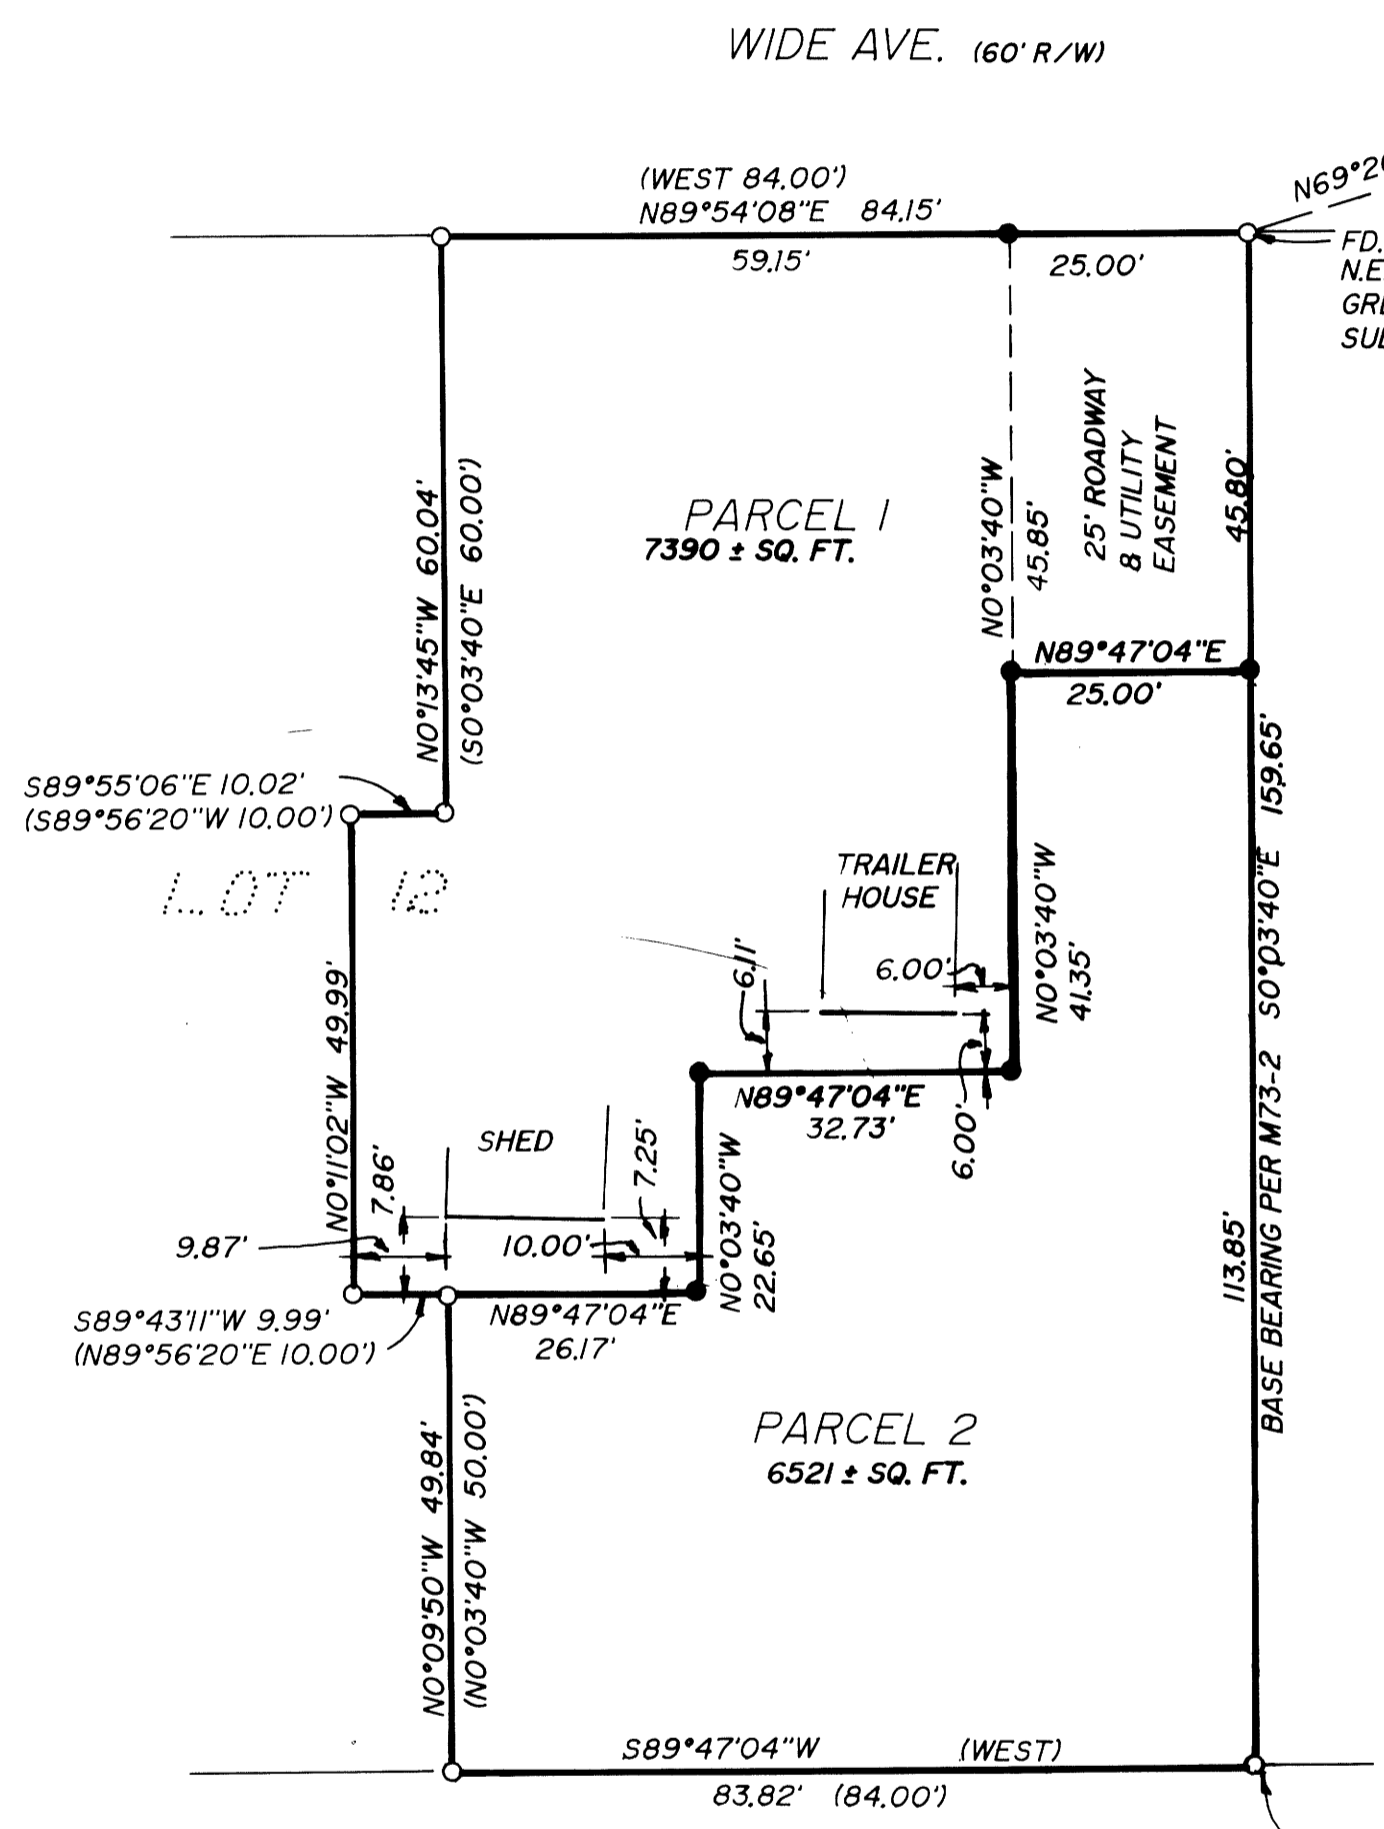 WIDE AVE. (60' R/W)
(WEST 84.00')
N89°54'08"E 84.15'
59.15'
25.00'
N69°2
FD.
N.E.
GRE
SUB
N0°13'45"W 60.04'
(S0°03'40"E 60.00')
PARCEL 1
7390 ± SQ. FT.
N0°03'40"W
45.85'
25' ROADWAY
& UTILITY
EASEMENT
45.80'
N89°47'04"E
25.00'
S89°55'06"E 10.02'
(S89°56'20"W 10.00')
LOT 12
TRAILER
HOUSE
6.11'
6.00'
N0°03'40"W
41.35'
BASE BEARING PER M73-2 S0°03'40"E 159.65'
N0°11'02"W 49.99'
N89°47'04"E
32.73'
6.00'
SHED
7.86'
7.25'
9.87'
10.00'
N0°03'40"W
22.65'
113.85'
S89°43'11"W 9.99'
(N89°56'20"E 10.00')
N89°47'04"E
26.17'
PARCEL 2
6521 ± SQ. FT.
N0°09'50"W 49.84'
(N0°03'40"W 50.00')
S89°47'04"W (WEST)
83.82' (84.00')